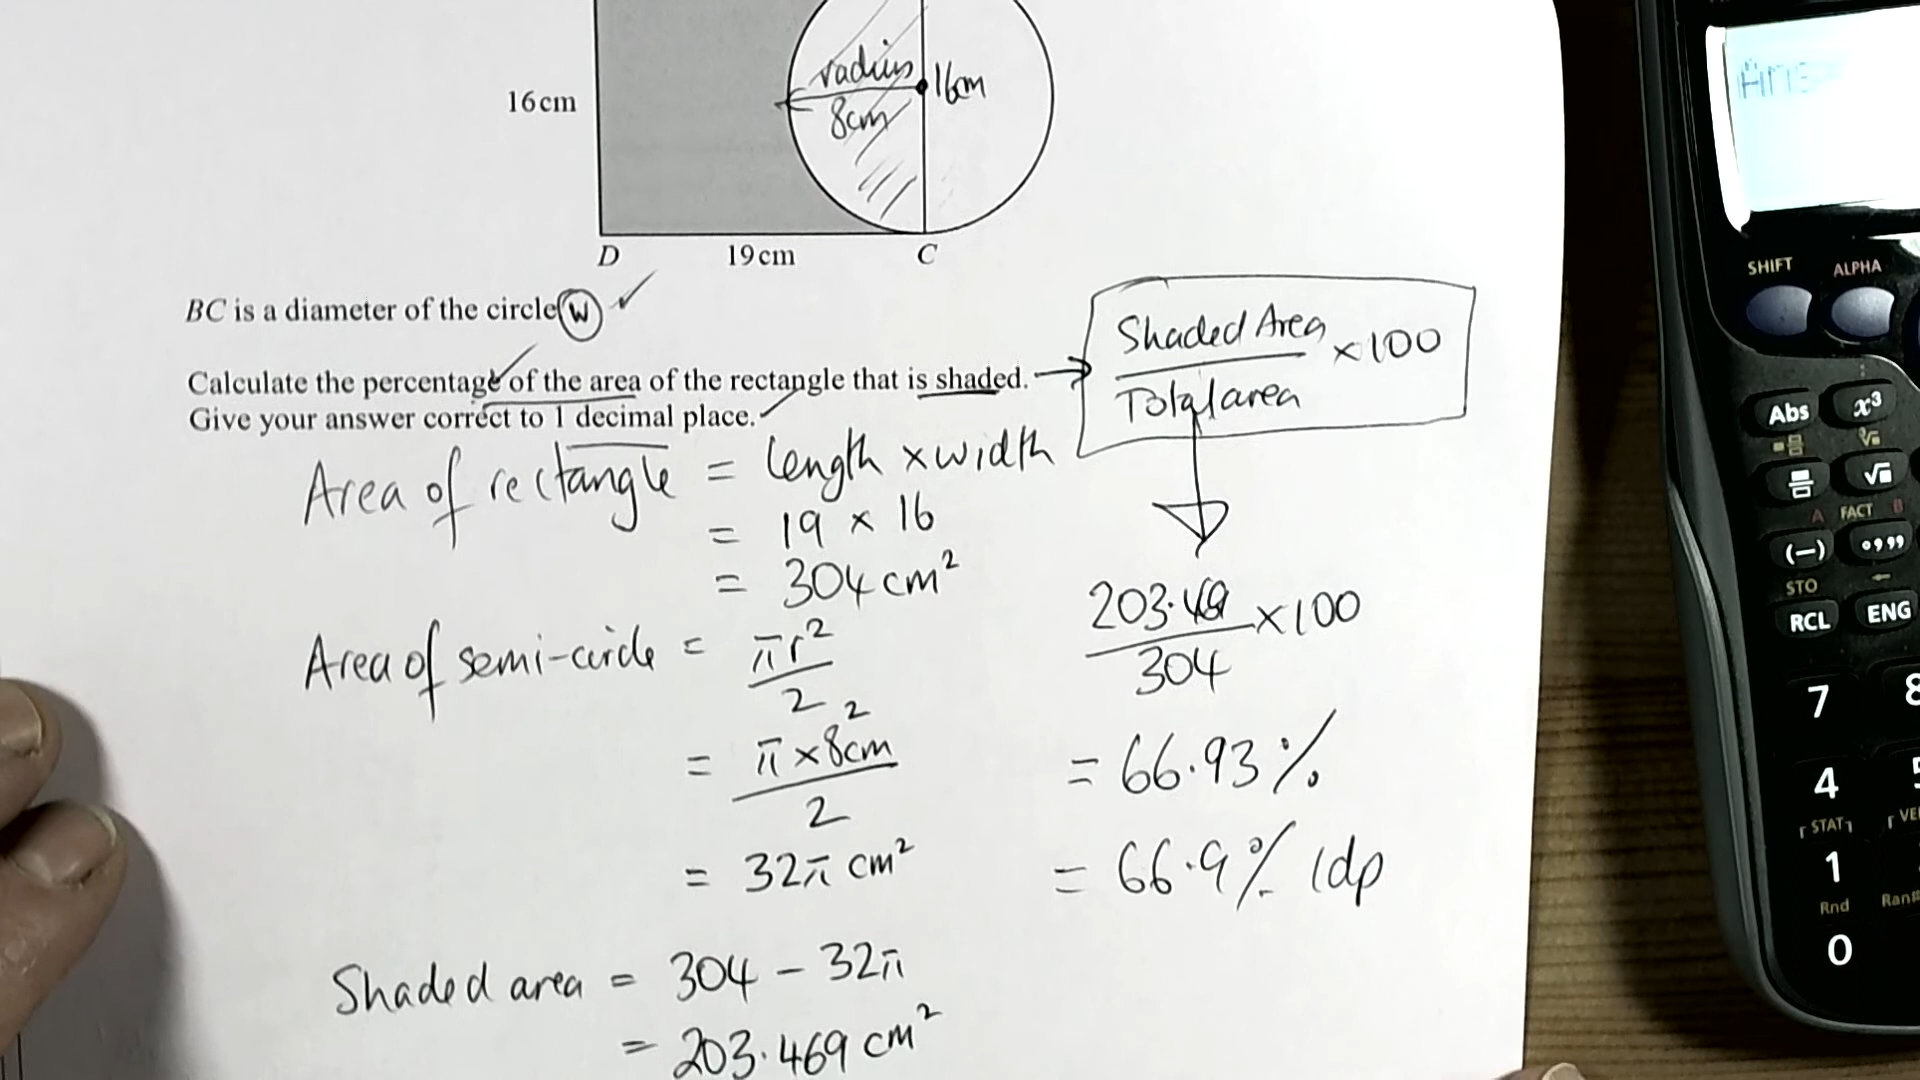 radius
16cm
16cm
8cm
D 19cm C
BC is a diameter of the circle W ✓
Calculate the percentage of the area of the rectangle that is shaded.
Give your answer correct to 1 decimal place.
Shaded Area
Total area
×100
Area of rectangle = length × width
= 19 × 16
= 304 cm²
Area of semi-circle = πr²
2
= π × 8cm²
2
= 32π cm²
Shaded area = 304 - 32π
= 203.469 cm²
×100
304
= 66.93%
= 66.9% 1dp
Ans
SHIFT ALPHA
Abs x³
√
A FACT B
(−) °,,,
STO ←
RCL ENG
7 8
4 5
STAT
1
Rnd Ran#
0